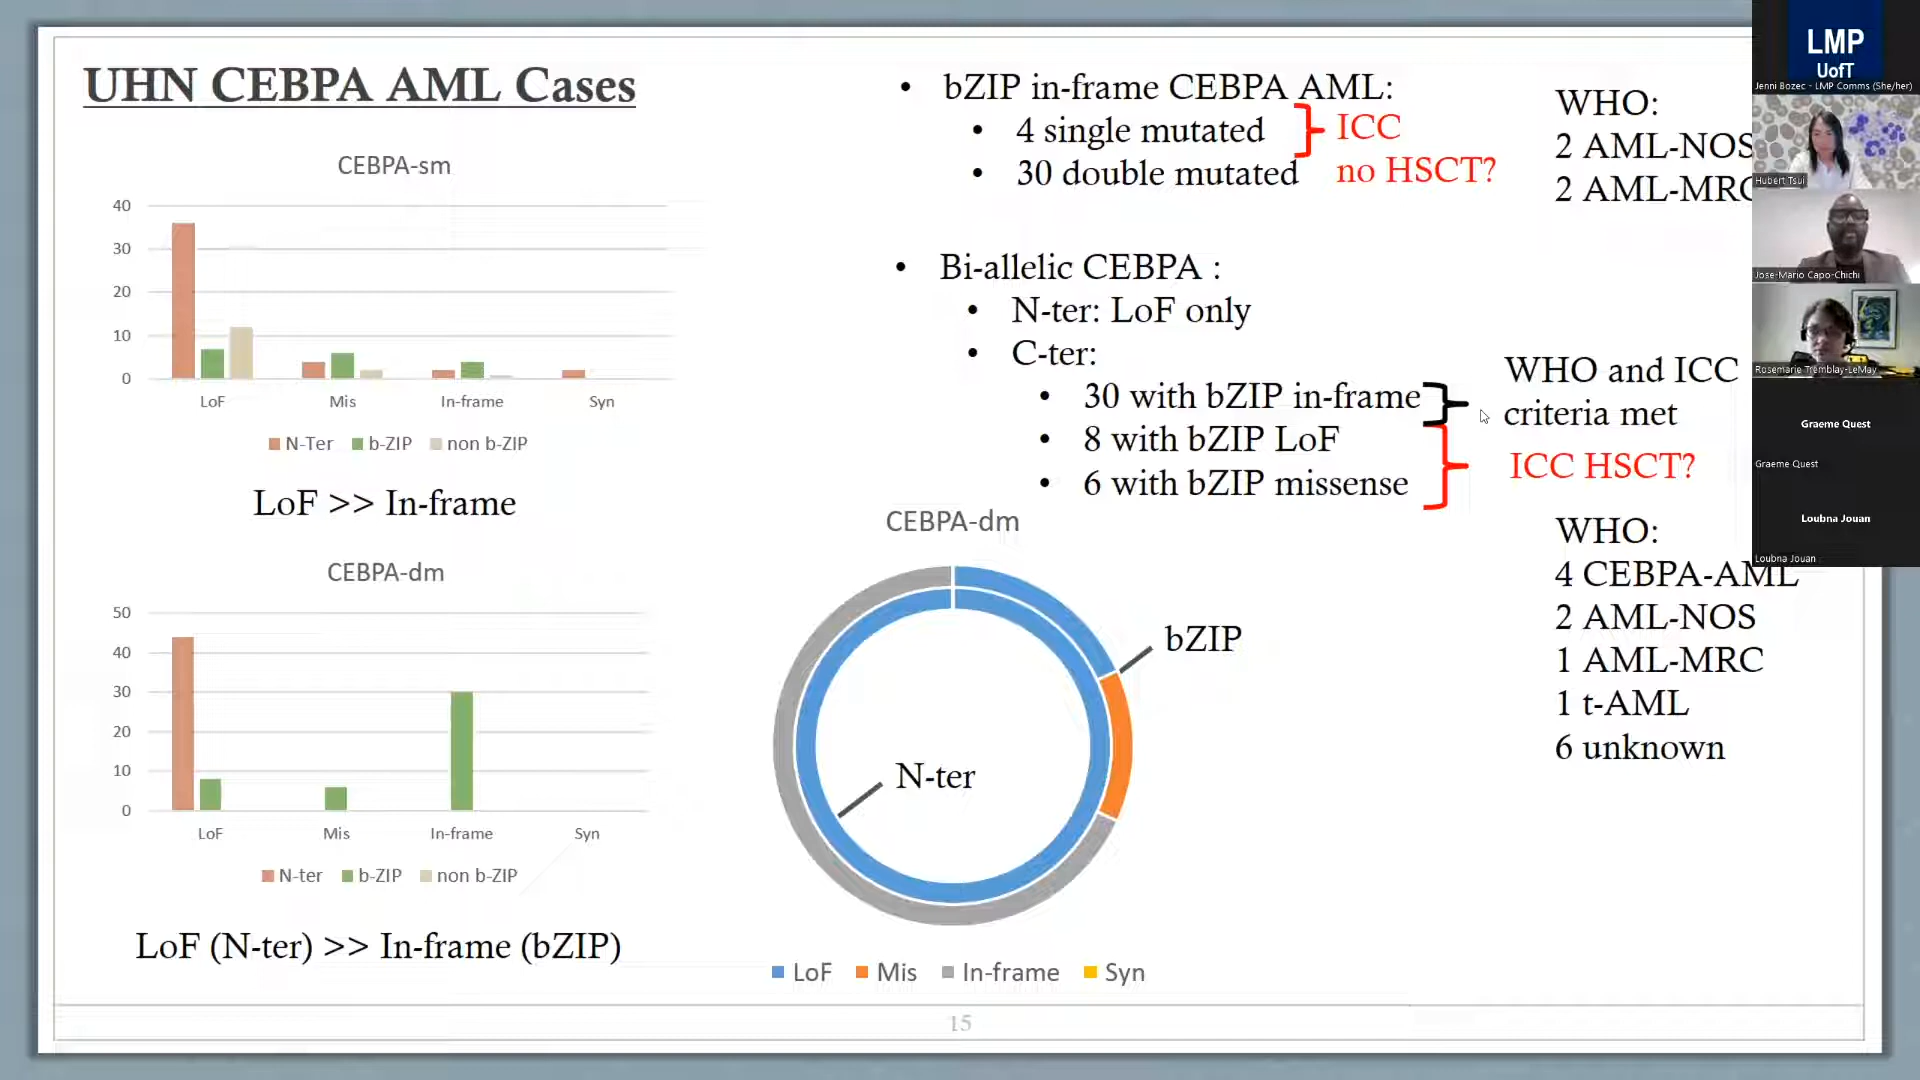 UHN CEBPA AML Cases
CEBPA-sm
40
30
20
10
0
LoF Mis In-frame Syn
N-Ter b-ZIP non b-ZIP
LoF >> In-frame
CEBPA-dm
50
40
30
20
10
0
LoF Mis In-frame Syn
N-ter b-ZIP non b-ZIP
LoF (N-ter) >> In-frame (bZIP)
• bZIP in-frame CEBPA AML:
• 4 single mutated
• 30 double mutated
ICC
no HSCT?
WHO:
2 AML-NOS
2 AML-MRC
• Bi-allelic CEBPA :
• N-ter: LoF only
• C-ter:
• 30 with bZIP in-frame
• 8 with bZIP LoF
• 6 with bZIP missense
WHO and ICC
criteria met
ICC HSCT?
WHO:
4 CEBPA-AML
2 AML-NOS
1 AML-MRC
1 t-AML
6 unknown
CEBPA-dm
bZIP
N-ter
LoF Mis In-frame Syn
15
LMP
UofT
Jenni Bozec - LMP Comms (She/her)
Hubert Tsui
Jose-Mario Capo-Chichi
Rosemarie Tremblay-LeMay
Graeme Quest
Graeme Quest
Loubna Jouan
Loubna Jouan